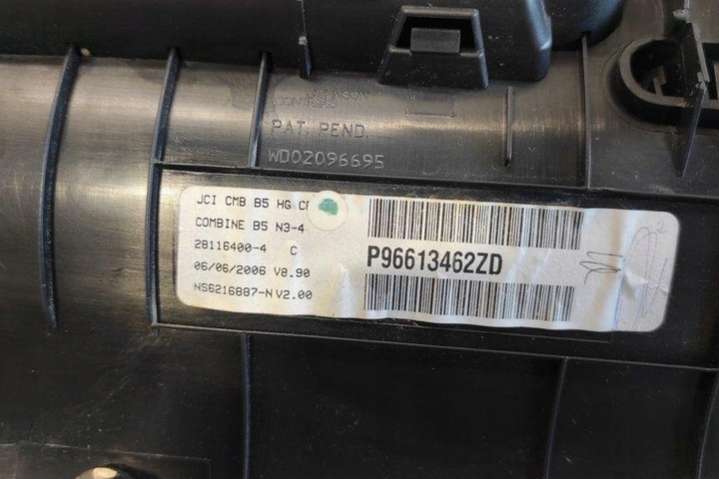 PAT. PEND.
WD02096695
JCI CMB B5 HG
COMBINE B5 N3-4
28116400-4 C
06/06/2006 V8.90
NS6216887-N V2.00
P96613462ZD